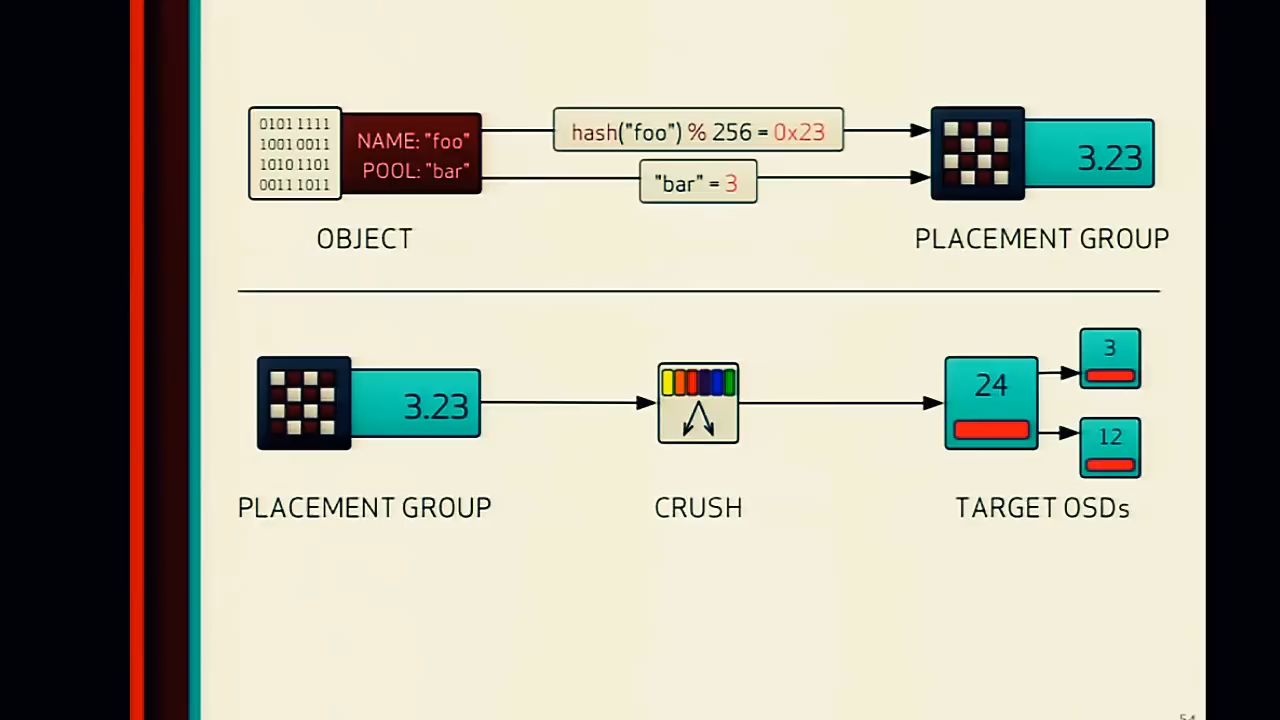 0101 1111
1001 0011
1010 1101
0011 1011
NAME: "foo"
POOL: "bar"
hash("foo") % 256 = 0x23
"bar" = 3
3.23
OBJECT
PLACEMENT GROUP
3.23
24
3
12
PLACEMENT GROUP
CRUSH
TARGET OSDs